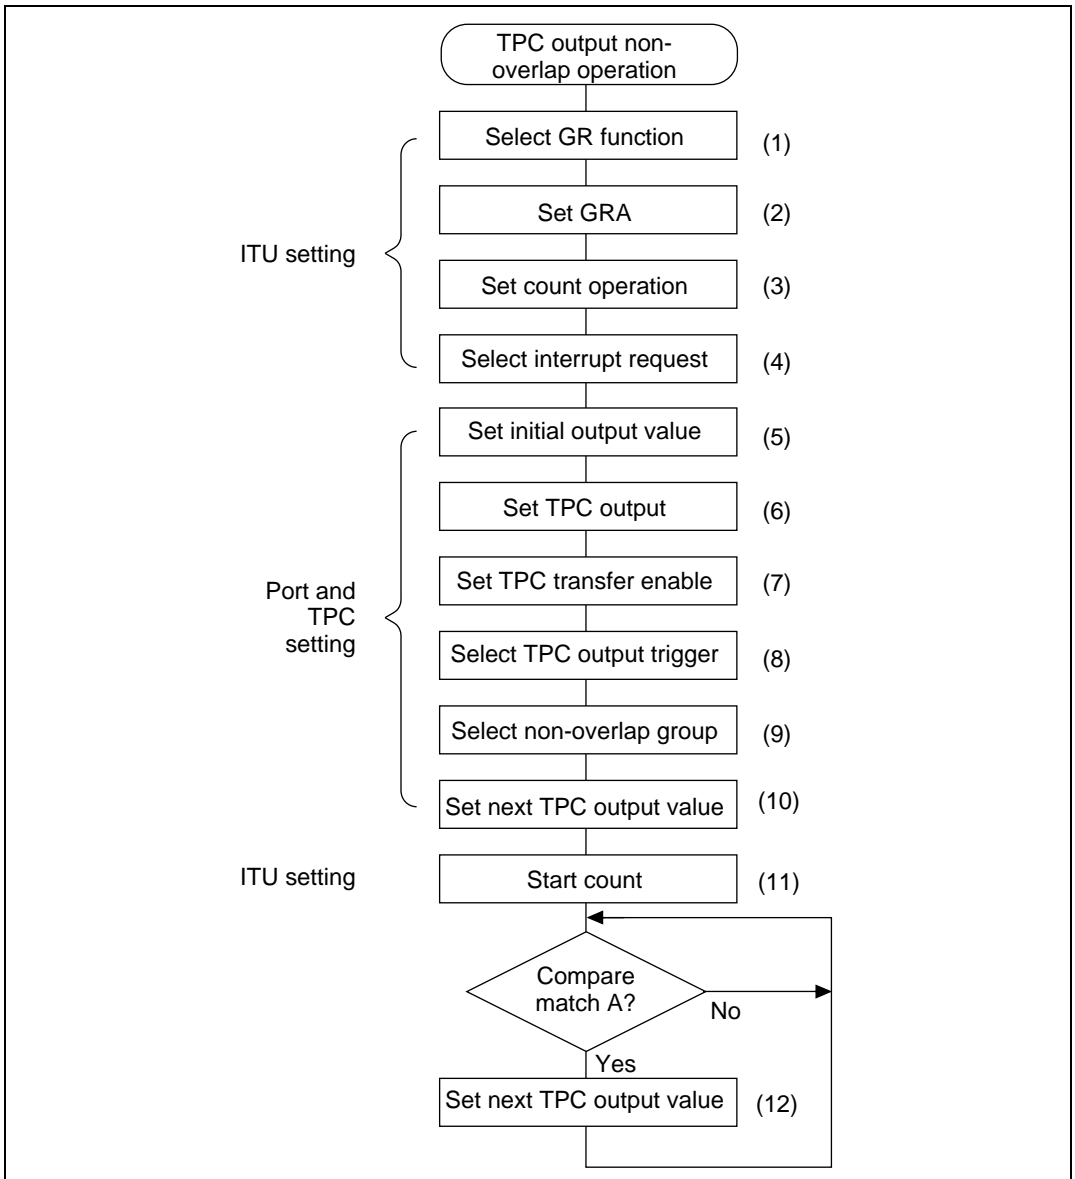 TPC output non-
overlap operation
Select GR function (1)
Set GRA (2)
ITU setting
Set count operation (3)
Select interrupt request (4)
Set initial output value (5)
Set TPC output (6)
Set TPC transfer enable (7)
Port and
TPC
setting
Select TPC output trigger (8)
Select non-overlap group (9)
Set next TPC output value (10)
ITU setting Start count (11)
Compare
match A?
No
Yes
Set next TPC output value (12)